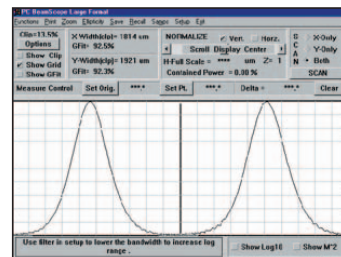 PC BeamScope Large Format
Functions Print Zoom Ellipticity Save Recall Samps Setup Exit
Clip=13.5%
Options
Show Clip
Show Grid
Show GFit
X Width(clip)= 1814 um
GFit= 92.5%
Y-Width(clp)= 1921 um
GFit= 92.3%
NORMALIZE Vert. Horz.
Scroll Display Center
H-Full Scale = **** um Z= 1
Contained Power = 0.00 %
SCAN
X-Only
Y-Only
Both
SCAN
Measure Control Set Orig. ***.* Set Pt. ***.* Delta = ***.* Clear
Use filter in setup to lower the bandwidth to increase log
range .
Show Log10 Show M^2